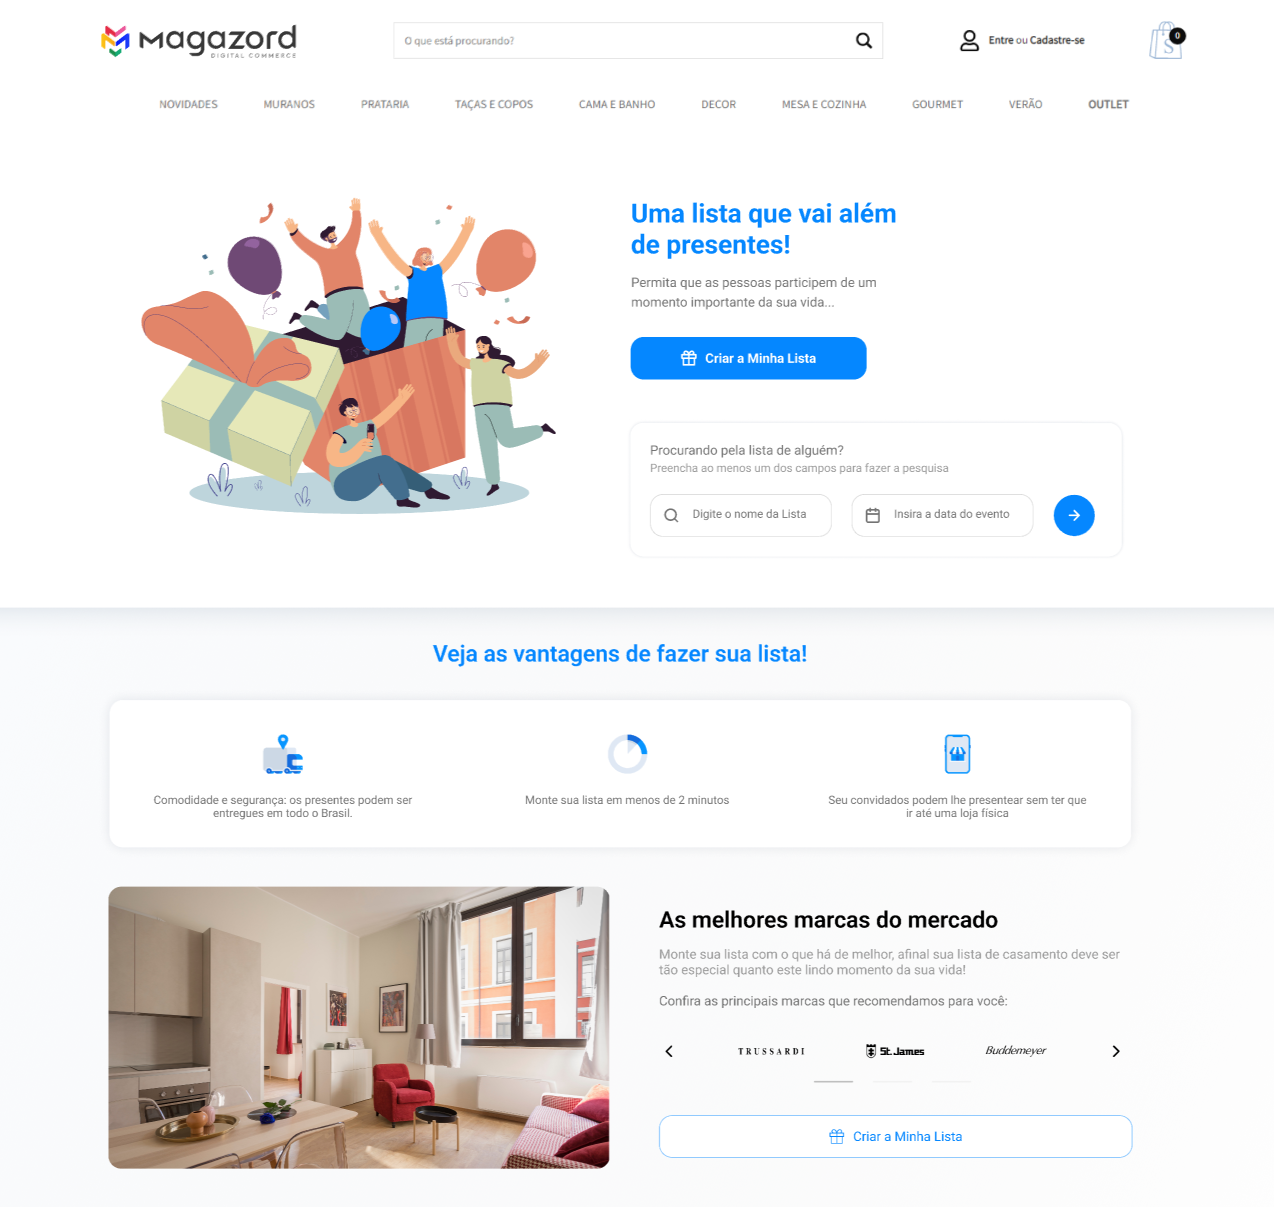 Magazord
DIGITAL COMMERCE
O que está procurando?
Entre ou Cadastre-se
0
S
NOVIDADES MURANOS PRATARIA TAÇAS E COPOS CAMA E BANHO DECOR MESA E COZINHA GOURMET VERÃO OUTLET
Uma lista que vai além
de presentes!
Permita que as pessoas participem de um
momento importante da sua vida...
Criar a Minha Lista
Procurando pela lista de alguém?
Preencha ao menos um dos campos para fazer a pesquisa
Digite o nome da Lista
Insira a data do evento
Veja as vantagens de fazer sua lista!
Comodidade e segurança: os presentes podem ser
entregues em todo o Brasil.
Monte sua lista em menos de 2 minutos
Seu convidados podem lhe presentear sem ter que
ir até uma loja física
As melhores marcas do mercado
Monte sua lista com o que há de melhor, afinal sua lista de casamento deve ser
tão especial quanto este lindo momento da sua vida!
Confira as principais marcas que recomendamos para você:
TRUSSARDI
St. James
Buddemeyer
Criar a Minha Lista